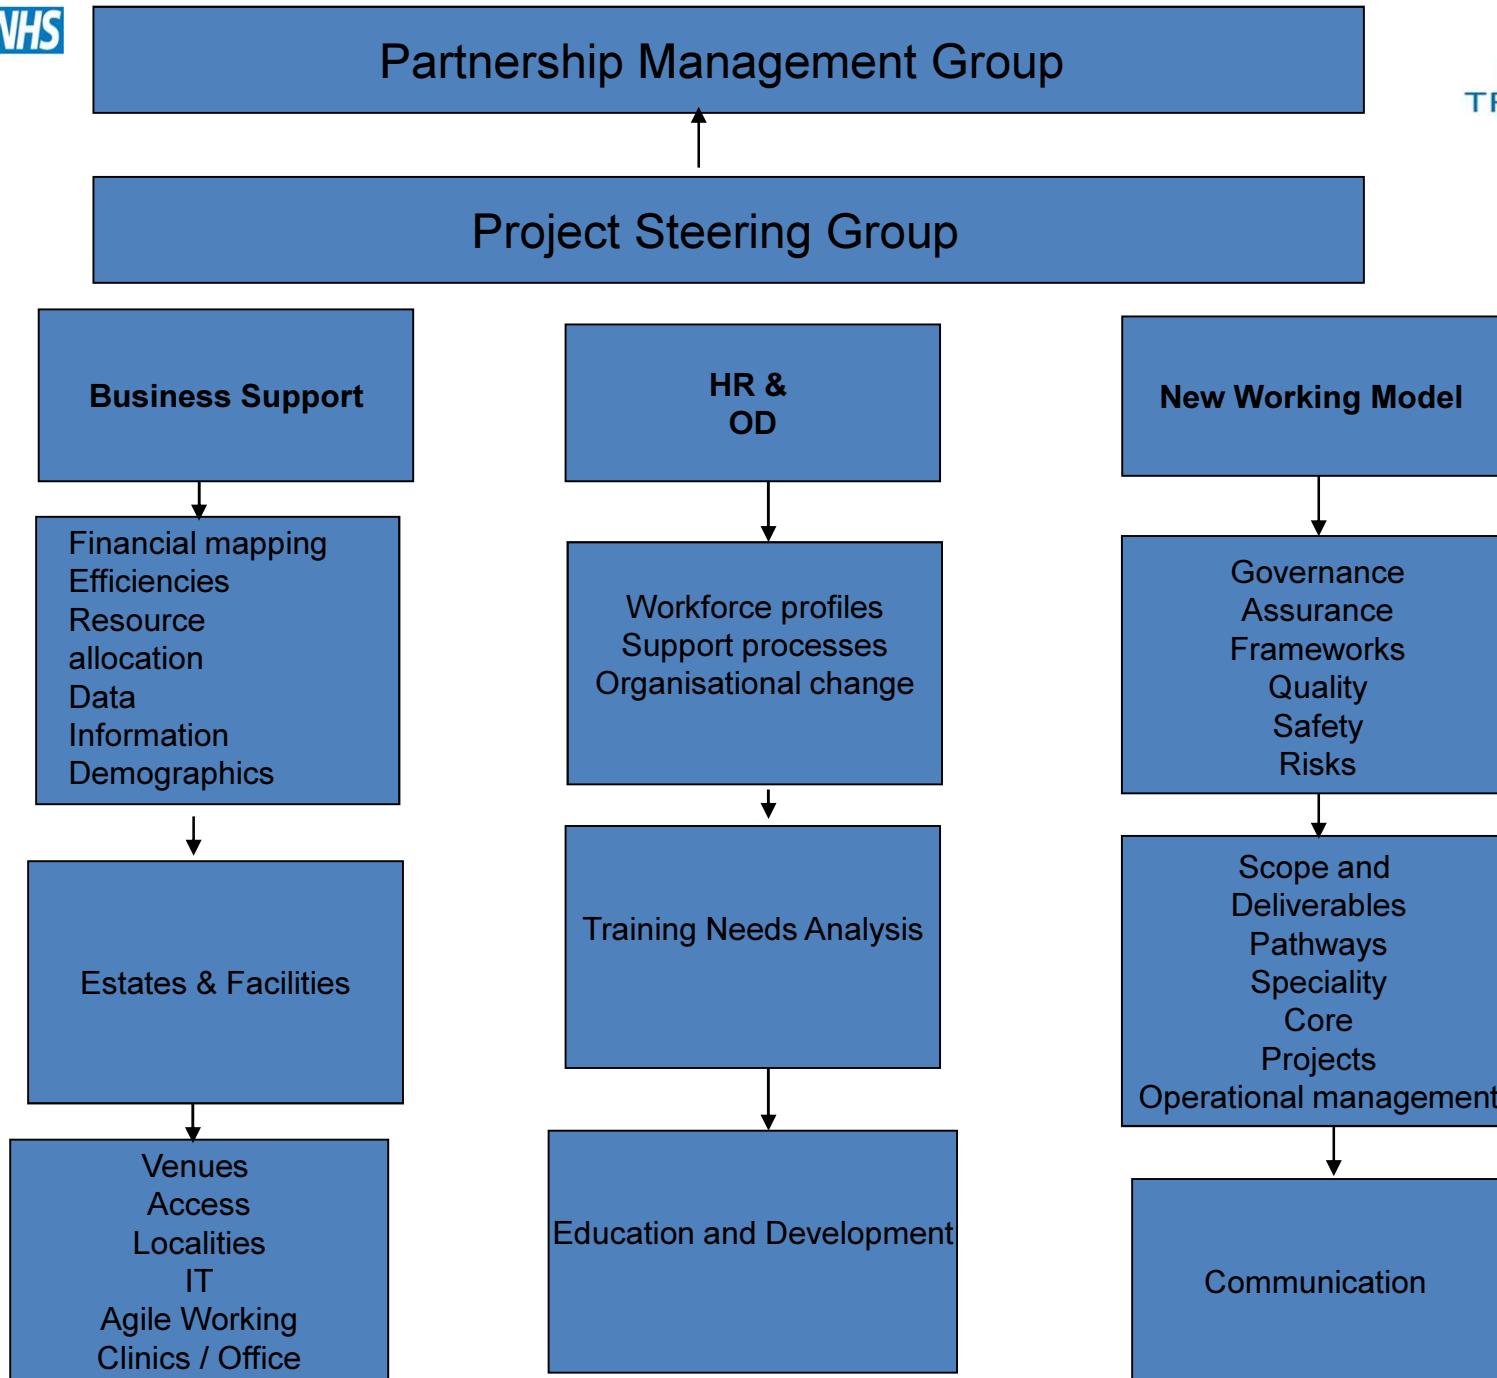 NHS
Partnership Management Group
Project Steering Group
Business Support
Financial mapping
Efficiencies
Resource
allocation
Data
Information
Demographics
Estates & Facilities
Venues
Access
Localities
IT
Agile Working
Clinics / Office
HR &
OD
Workforce profiles
Support processes
Organisational change
Training Needs Analysis
Education and Development
New Working Model
Governance
Assurance
Frameworks
Quality
Safety
Risks
Scope and
Deliverables
Pathways
Speciality
Core
Projects
Operational management
Communication